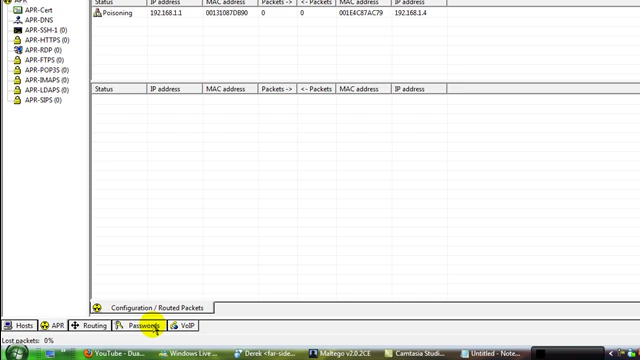 APR
Status IP address MAC address Packets -> <- Packets MAC address IP address
APR-Cert
Poisoning 192.168.1.1 00131087DB90 0 0 001E4C87AC79 192.168.1.4
APR-DNS
APR-SSH-1 (0)
APR-HTTPS (0)
APR-RDP (0)
APR-FTPS (0)
APR-POP3S (0)
APR-IMAPS (0)
APR-LDAPS (0)
APR-SIPS (0)
Status IP address MAC address Packets -> <- Packets MAC address IP address
Configuration / Routed Packets
Hosts APR Routing Passwords VoIP
Lost packets: 0%
YouTube - Dua... Windows Live ... Derek <far-side... Maltego v2.0.2CE Camtasia Studi... Untitled - Note...